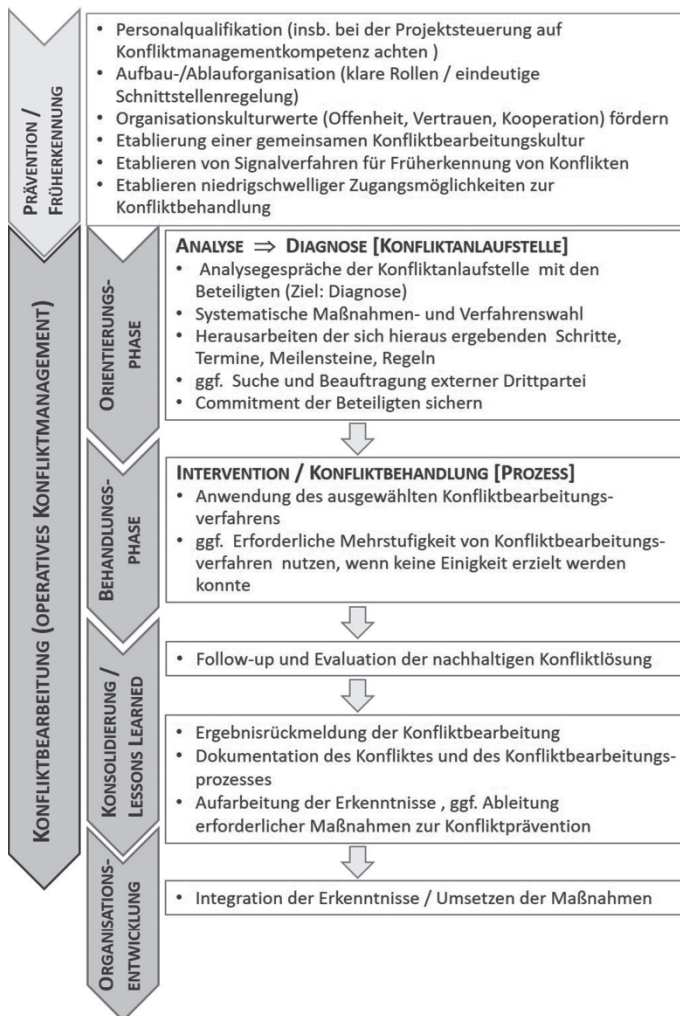 PRÄVENTION /
FRÜHERKENNUNG
• Personalqualifikation (insb. bei der Projektsteuerung auf
Konfliktmanagementkompetenz achten )
• Aufbau-/Ablauforganisation (klare Rollen / eindeutige
Schnittstellenregelung)
• Organisationskulturwerte (Offenheit, Vertrauen, Kooperation) fördern
• Etablierung einer gemeinsamen Konfliktbearbeitungskultur
• Etablieren von Signalverfahren für Früherkennung von Konflikten
• Etablieren niedrigschwelliger Zugangsmöglichkeiten zur
Konfliktbehandlung
KONFLIKTBEARBEITUNG (OPERATIVES KONFLIKTMANAGEMENT)
ORIENTIERUNGS-
PHASE
ANALYSE ⇒ DIAGNOSE [KONFLIKTANLAUFSTELLE]
• Analysegespräche der Konfliktanlaufstelle mit den
Beteiligten (Ziel: Diagnose)
• Systematische Maßnahmen- und Verfahrenswahl
• Herausarbeiten der sich hieraus ergebenden Schritte,
Termine, Meilensteine, Regeln
• ggf. Suche und Beauftragung externer Drittpartei
• Commitment der Beteiligten sichern
BEHANDLUNGS-
PHASE
INTERVENTION / KONFLIKTBEHANDLUNG [PROZESS]
• Anwendung des ausgewählten Konfliktbearbeitungs-
verfahrens
• ggf. Erforderliche Mehrstufigkeit von Konfliktbearbeitungs-
verfahren nutzen, wenn keine Einigkeit erzielt werden
konnte
KONSOLIDIERUNG /
LESSONS LEARNED
• Follow-up und Evaluation der nachhaltigen Konfliktlösung
• Ergebnisrückmeldung der Konfliktbearbeitung
• Dokumentation des Konfliktes und des Konfliktbearbeitungs-
prozesses
• Aufarbeitung der Erkenntnisse , ggf. Ableitung
erforderlicher Maßnahmen zur Konfliktprävention
ORGANISATIONS-
ENTWICKLUNG
• Integration der Erkenntnisse / Umsetzen der Maßnahmen